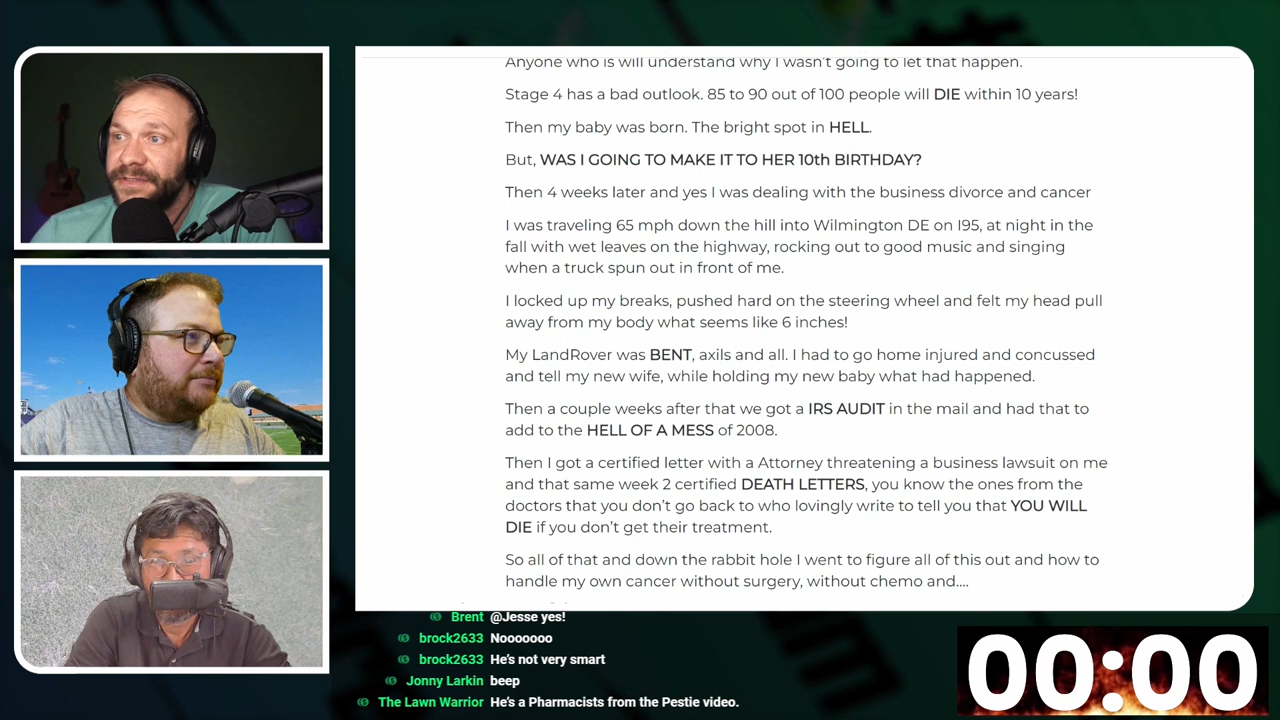 Anyone who is will understand why I wasn't going to let that happen.
Stage 4 has a bad outlook. 85 to 90 out of 100 people will DIE within 10 years!
Then my baby was born. The bright spot in HELL.
But, WAS I GOING TO MAKE IT TO HER 10th BIRTHDAY?
Then 4 weeks later and yes I was dealing with the business divorce and cancer
I was traveling 65 mph down the hill into Wilmington DE on I95, at night in the
fall with wet leaves on the highway, rocking out to good music and singing
when a truck spun out in front of me.
I locked up my breaks, pushed hard on the steering wheel and felt my head pull
away from my body what seems like 6 inches!
My LandRover was BENT, axils and all. I had to go home injured and concussed
and tell my new wife, while holding my new baby what had happened.
Then a couple weeks after that we got a IRS AUDIT in the mail and had that to
add to the HELL OF A MESS of 2008.
Then I got a certified letter with a Attorney threatening a business lawsuit on me
and that same week 2 certified DEATH LETTERS, you know the ones from the
doctors that you don't go back to who lovingly write to tell you that YOU WILL
DIE if you don't get their treatment.
So all of that and down the rabbit hole I went to figure all of this out and how to
handle my own cancer without surgery, without chemo and....
Brent @Jesse yes!
brock2633 Nooooooo
brock2633 He's not very smart
Jonny Larkin beep
The Lawn Warrior He's a Pharmacists from the Pestie video.
00:00